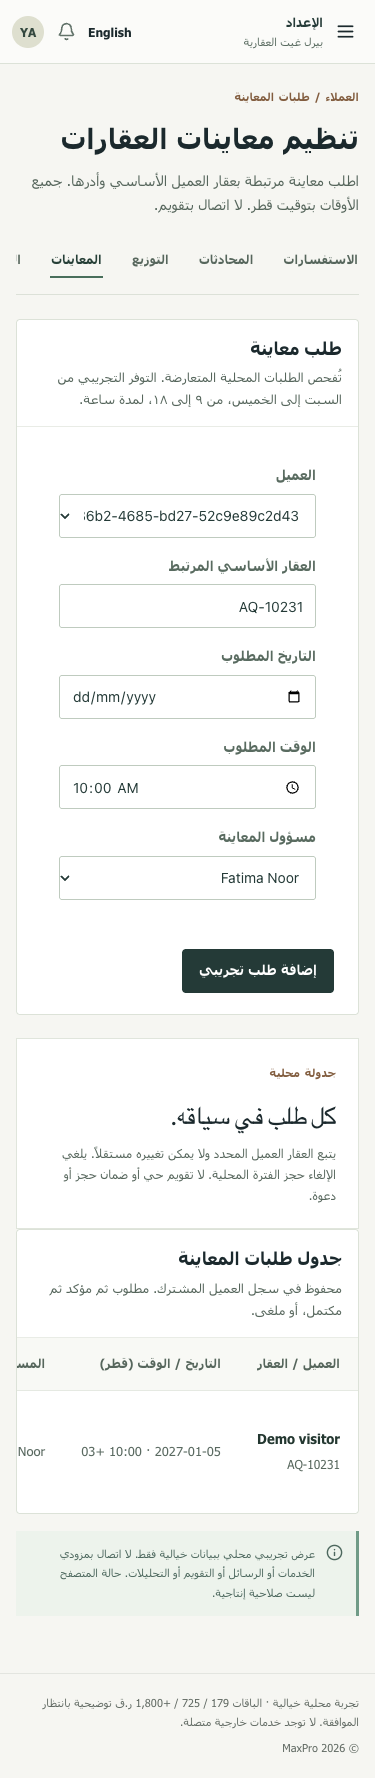 الإعداد
بيرل غيت العقارية
English
YA
العملاء / طلبات المعاينة
تنظيم معاينات العقارات
اطلب معاينة مرتبطة بعقار العميل الأساسي وأدرها. جميع
الأوقات بتوقيت قطر. لا اتصال بتقويم.
الاستفسارات
المحادثات
التوزيع
المعاينات
طلب معاينة
تُفحص الطلبات المحلية المتعارضة. التوفر التجريبي من
السبت إلى الخميس، من ٩ إلى ١٨، لمدة ساعة.
العميل
6b2-4685-bd27-52c9e89c2d43
العقار الأساسي المرتبط
AQ-10231
التاريخ المطلوب
dd/mm/yyyy
الوقت المطلوب
10:00 AM
مسؤول المعاينة
Fatima Noor
إضافة طلب تجريبي
جدولة محلية
كل طلب في سياقه.
يتبع العقار العميل المحدد ولا يمكن تغييره مستقلاً. يلغي
الإلغاء حجز الفترة المحلية. لا تقويم حي أو ضمان حجز أو
دعوة.
جدول طلبات المعاينة
محفوظ في سجل العميل المشترك. مطلوب ثم مؤكد ثم
مكتمل، أو ملغى.
العميل / العقار
التاريخ / الوقت (قطر)
المس
Demo visitor
AQ-10231
2027-01-05 · 10:00 +03
Noor
عرض تجريبي محلي ببيانات خيالية فقط. لا اتصال بمزودي
الخدمات أو الرسائل أو التقويم أو التحليلات. حالة المتصفح
ليست صلاحية إنتاجية.
تجربة محلية خيالية · الباقات 179 / 725 / +1,800 ر.ق توضيحية بانتظار
الموافقة. لا توجد خدمات خارجية متصلة.
© 2026 MaxPro